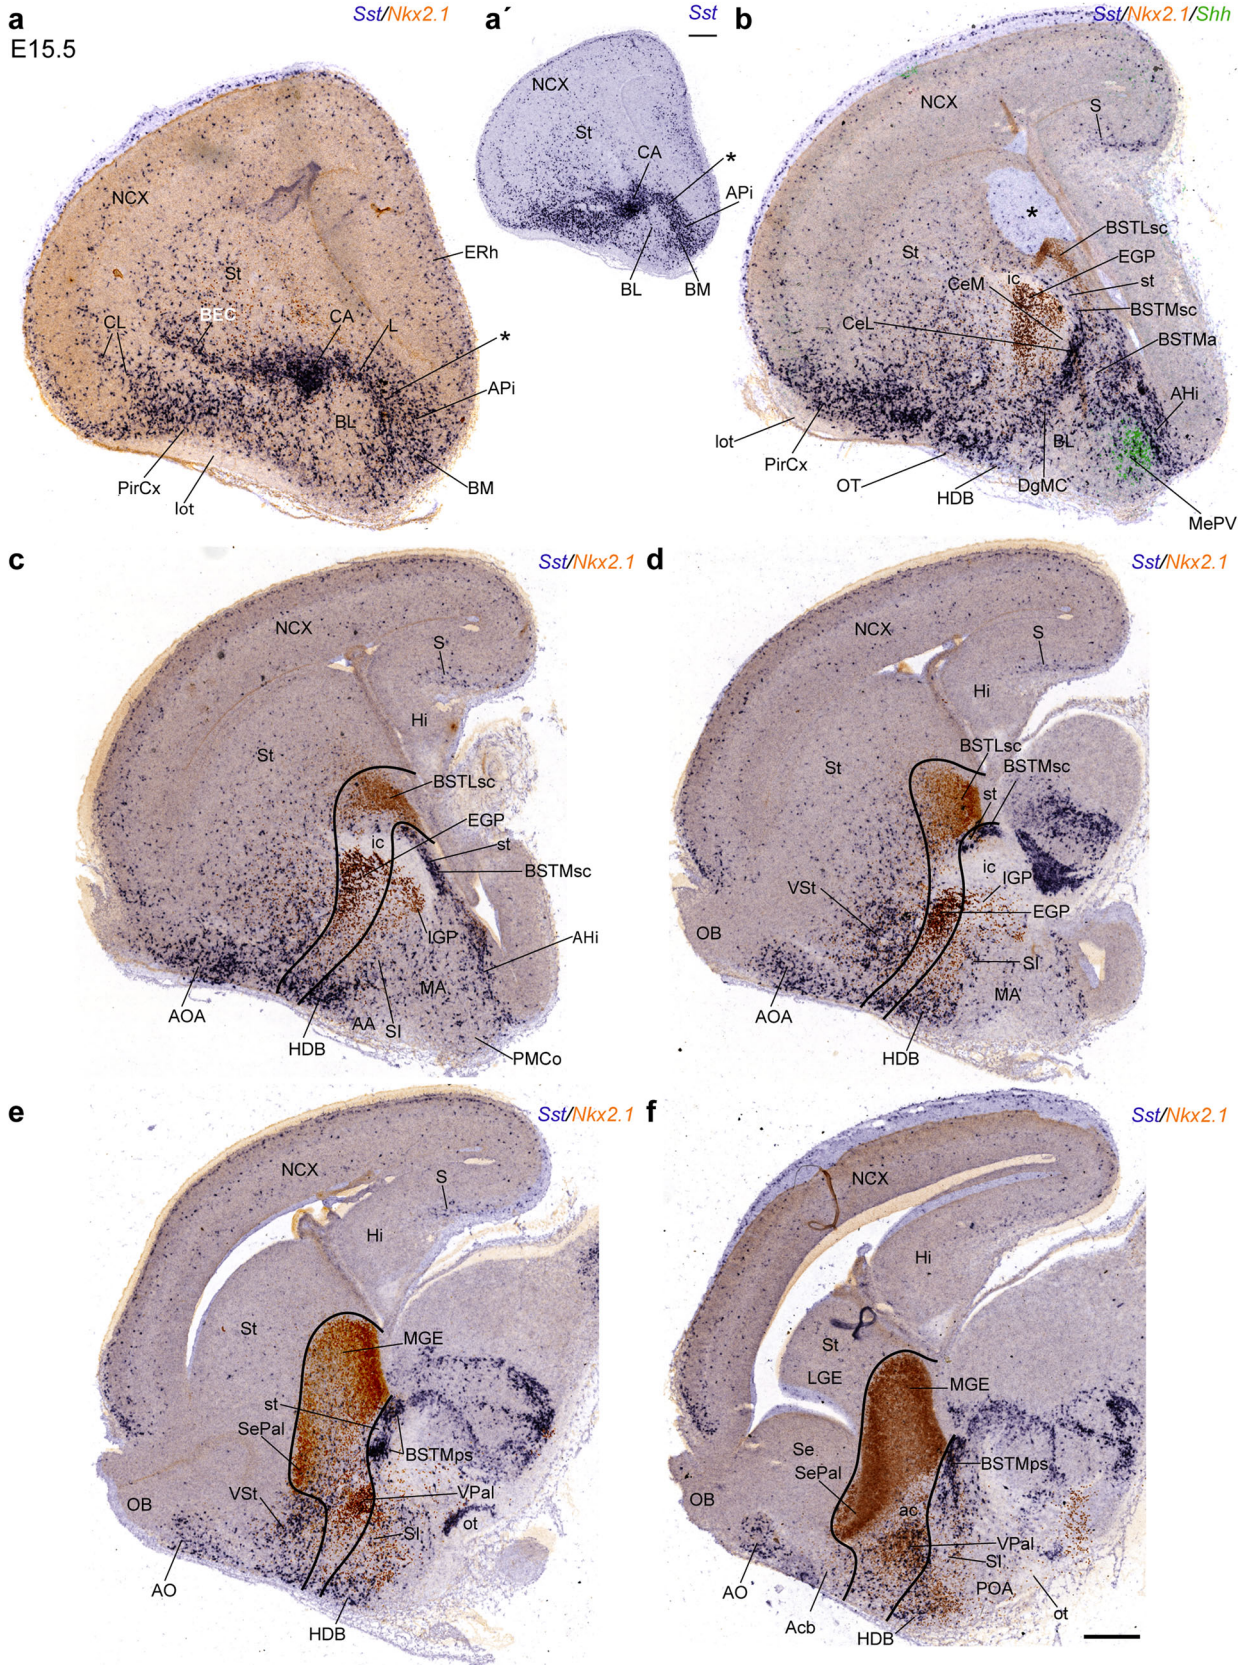 a
Sst/Nkx2.1
E15.5
NCX
St
ERh
BEC
CA
L
CL
*
APi
BL
PirCx
lot
BM
a´
Sst
NCX
St
CA
*
APi
BL
BM
b
Sst/Nkx2.1/Shh
NCX
S
*
BSTLsc
St
EGP
ic
CeM
st
BSTMsc
CeL
BSTMa
AHi
lot
BL
PirCx
OT
HDB
DgMC
MePV
c
Sst/Nkx2.1
NCX
S
Hi
St
BSTLsc
EGP
ic
st
BSTMsc
IGP
AHi
MA
AOA
AA
SI
HDB
PMCo
d
Sst/Nkx2.1
NCX
S
Hi
BSTLsc
St
BSTMsc
st
ic
IGP
VSt
EGP
OB
SI
MA
AOA
HDB
e
Sst/Nkx2.1
NCX
S
Hi
St
MGE
st
SePal
BSTMps
OB
VSt
VPal
ot
SI
AO
HDB
f
Sst/Nkx2.1
NCX
Hi
St
LGE
MGE
Se
SePal
BSTMps
OB
ac
VPal
SI
AO
POA
Acb
ot
HDB